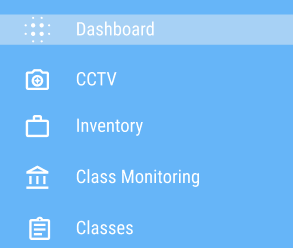 Dashboard
CCTV
Inventory
Class Monitoring
Classes